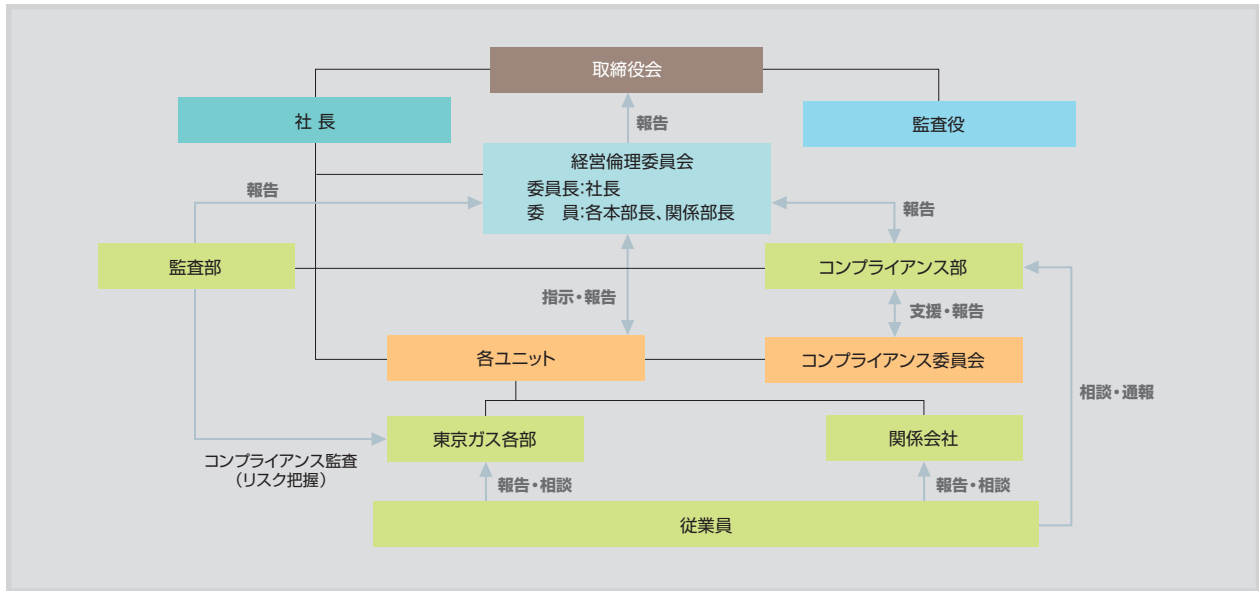 取締役会
社 長
監査役
報告
経営倫理委員会
委員長:社長
委　員:各本部長、関係部長
報告
報告
監査部
コンプライアンス部
指示・報告
支援・報告
各ユニット
コンプライアンス委員会
相談・通報
東京ガス各部
関係会社
コンプライアンス監査
（リスク把握）
報告・相談
報告・相談
従業員